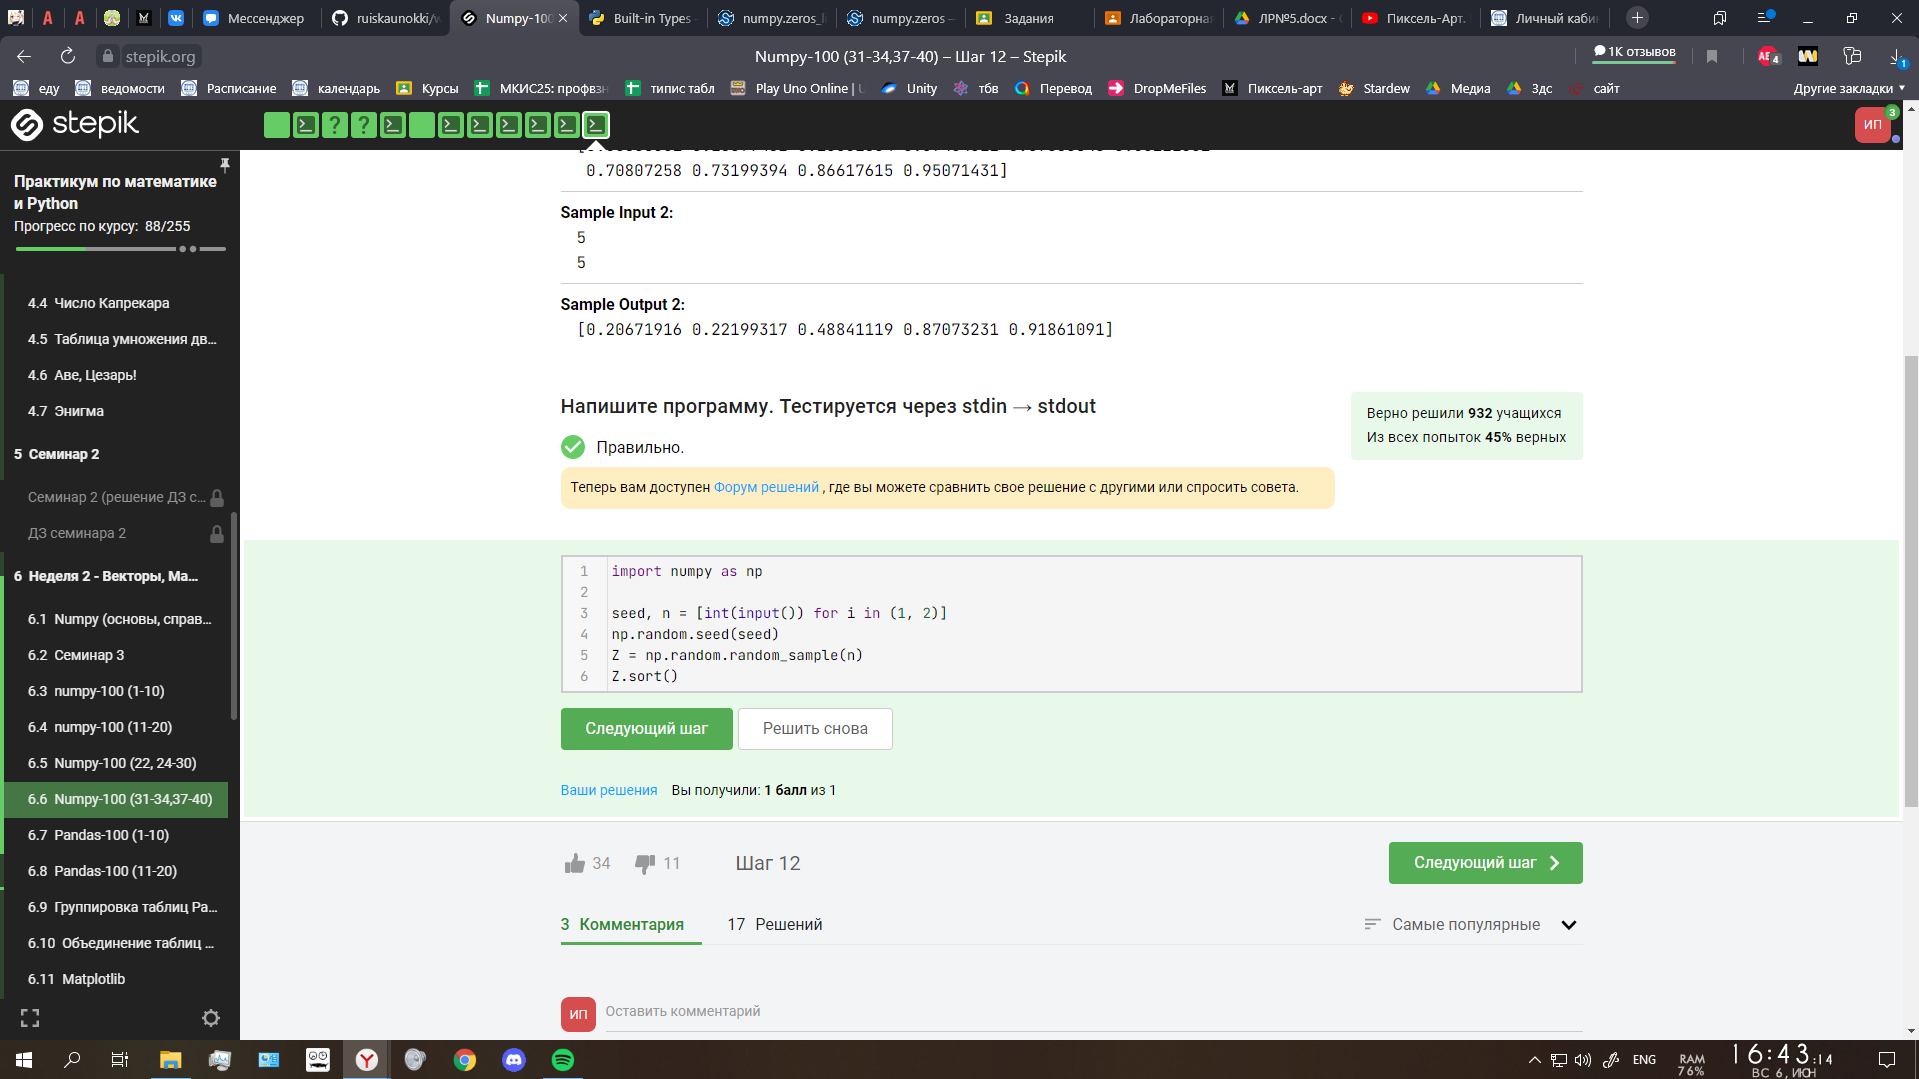 Мессенджер
ruiskaunokki/
Numpy-100
Built-in Types
numpy.zeros_l
numpy.zeros —
Задания
Лабораторная
ЛР№5.docx - 
Пиксель-Арт.
Личный каби
stepik.org
Numpy-100 (31-34,37-40) – Шаг 12 – Stepik
1К отзывов
еду
ведомости
Расписание
календарь
Курсы
МКИС25: профвзн
типис табл
Play Uno Online |
Unity
тбв
Перевод
DropMeFiles
Пиксель-арт
Stardew
Медиа
3дс
сайт
Другие закладки
stepik
ИП
3
Практикум по математике
и Python
Прогресс по курсу: 88/255
4.4 Число Капрекара
4.5 Таблица умножения дв...
4.6 Аве, Цезарь!
4.7 Энигма
5 Семинар 2
Семинар 2 (решение ДЗ с...
ДЗ семинара 2
6 Неделя 2 - Векторы, Ма...
6.1 Numpy (основы, справ...
6.2 Семинар 3
6.3 numpy-100 (1-10)
6.4 numpy-100 (11-20)
6.5 Numpy-100 (22, 24-30)
6.6 Numpy-100 (31-34,37-40)
6.7 Pandas-100 (1-10)
6.8 Pandas-100 (11-20)
6.9 Группировка таблиц Pa...
6.10 Объединение таблиц ...
6.11 Matplotlib
0.70807258 0.73199394 0.86617615 0.95071431]
Sample Input 2:
5
5
Sample Output 2:
[0.20671916 0.22199317 0.48841119 0.87073231 0.91861091]
Напишите программу. Тестируется через stdin → stdout
Верно решили 932 учащихся
Из всех попыток 45% верных
Правильно.
Теперь вам доступен Форум решений , где вы можете сравнить свое решение с другими или спросить совета.
1 import numpy as np
2
3 seed, n = [int(input()) for i in (1, 2)]
4 np.random.seed(seed)
5 Z = np.random.random_sample(n)
6 Z.sort()
Следующий шаг
Решить снова
Ваши решения Вы получили: 1 балл из 1
34
11
Шаг 12
Следующий шаг
3 Комментария
17 Решений
Самые популярные
ИП
Оставить комментарий
ENG
RAM
76%
16:43:14
ВС 6, ИЮН